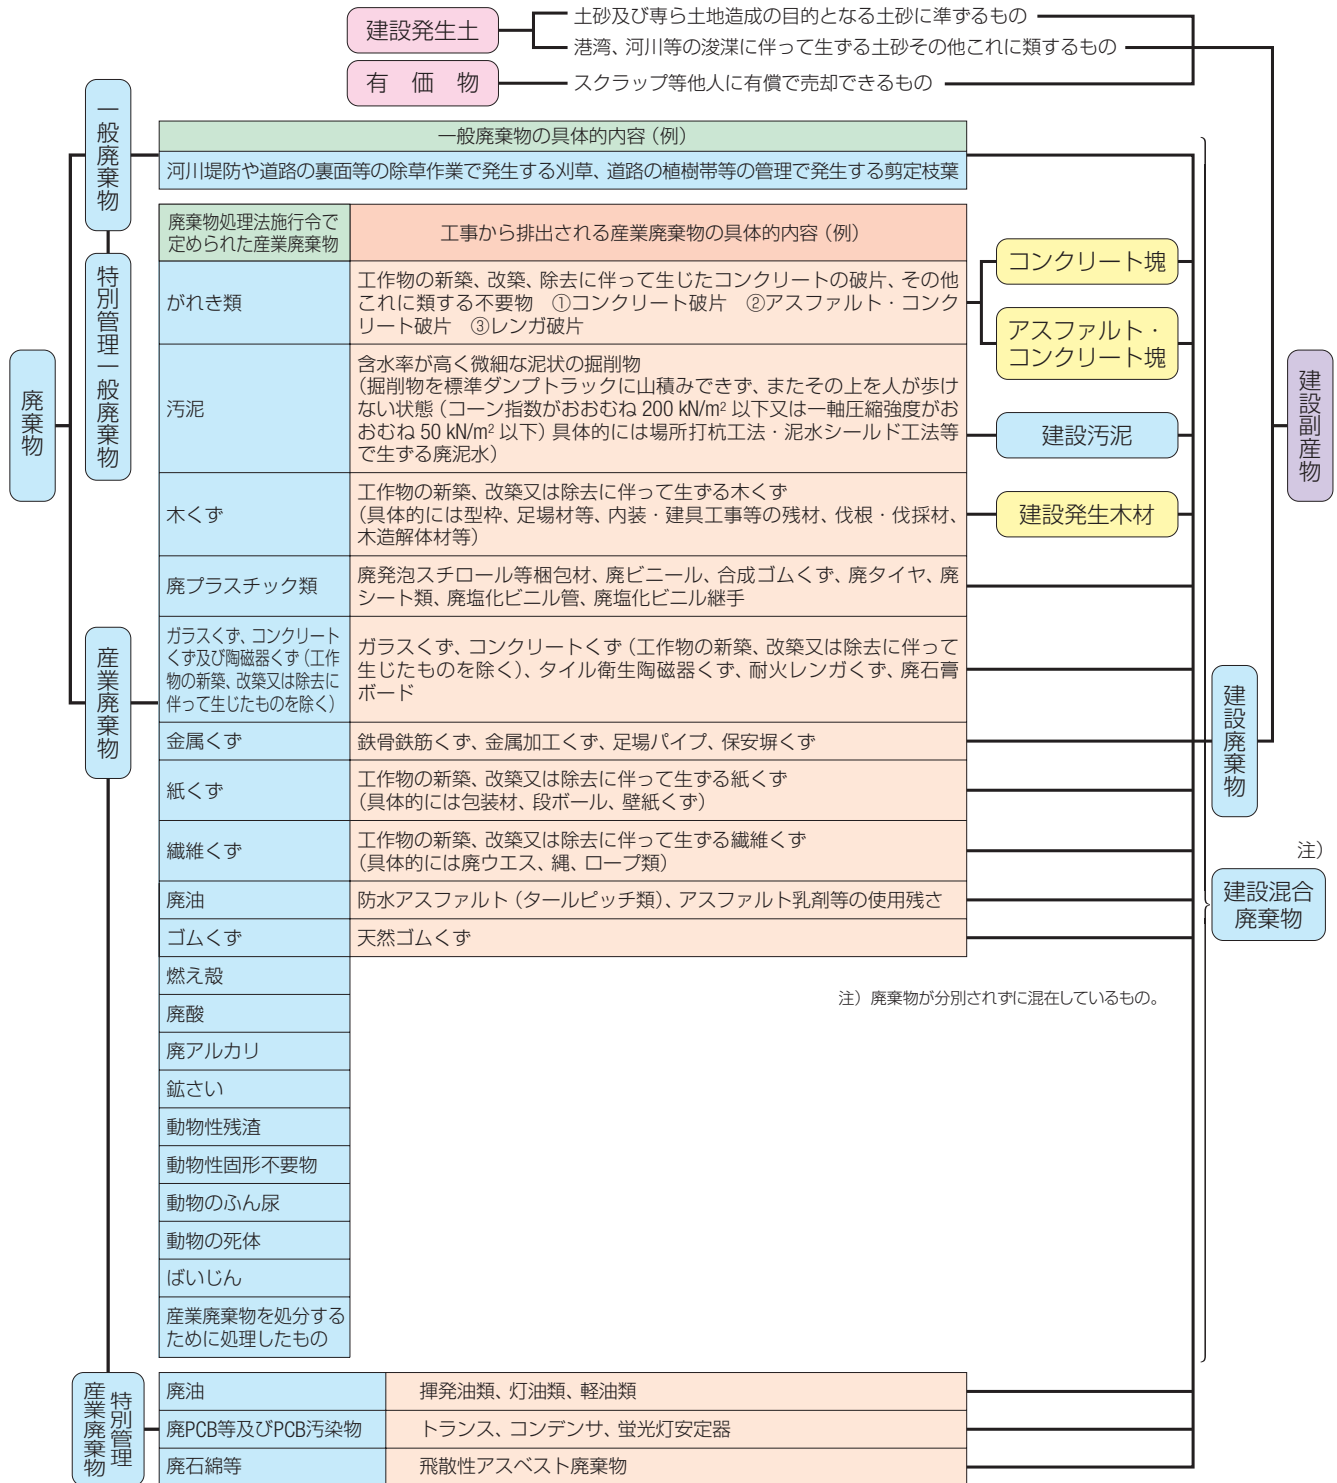 建設発生土
土砂及び専ら土地造成の目的となる土砂に準ずるもの
港湾、河川等の浚渫に伴って生ずる土砂その他これに類するもの
有価物
スクラップ等他人に有償で売却できるもの
一般廃棄物
一般廃棄物の具体的内容（例）
河川堤防や道路の裏面等の除草作業で発生する刈草、道路の植樹帯等の管理で発生する剪定枝葉
特別管理一般廃棄物
廃棄物処理法施行令で
定められた産業廃棄物
工事から排出される産業廃棄物の具体的内容（例）
がれき類
工作物の新築、改築、除去に伴って生じたコンクリートの破片、その他
これに類する不要物　①コンクリート破片　②アスファルト・コンク
リート破片　③レンガ破片
コンクリート塊
アスファルト・
コンクリート塊
廃棄物
汚泥
含水率が高く微細な泥状の掘削物
（掘削物を標準ダンプトラックに山積みできず、またその上を人が歩け
ない状態（コーン指数がおおむね 200 kN/m² 以下又は一軸圧縮強度がお
おむね 50 kN/m² 以下）具体的には場所打杭工法・泥水シールド工法等
で生ずる廃泥水）
建設汚泥
建設副産物
木くず
工作物の新築、改築又は除去に伴って生ずる木くず
（具体的には型枠、足場材等、内装・建具工事等の残材、伐根・伐採材、
木造解体材等）
建設発生木材
廃プラスチック類
廃発泡スチロール等梱包材、廃ビニール、合成ゴムくず、廃タイヤ、廃
シート類、廃塩化ビニル管、廃塩化ビニル継手
産業廃棄物
ガラスくず、コンクリート
くず及び陶磁器くず（工作
物の新築、改築又は除去に
伴って生じたものを除く）
ガラスくず、コンクリートくず（工作物の新築、改築又は除去に伴って
生じたものを除く）、タイル衛生陶磁器くず、耐火レンガくず、廃石膏
ボード
建設廃棄物
金属くず
鉄骨鉄筋くず、金属加工くず、足場パイプ、保安塀くず
紙くず
工作物の新築、改築又は除去に伴って生ずる紙くず
（具体的には包装材、段ボール、壁紙くず）
繊維くず
工作物の新築、改築又は除去に伴って生ずる繊維くず
（具体的には廃ウエス、縄、ロープ類）
注）
建設混合
廃棄物
廃油
防水アスファルト（タールピッチ類）、アスファルト乳剤等の使用残さ
ゴムくず
天然ゴムくず
燃え殻
注）廃棄物が分別されずに混在しているもの。
廃酸
廃アルカリ
鉱さい
動物性残渣
動物性固形不要物
動物のふん尿
動物の死体
ばいじん
産業廃棄物を処分する
ために処理したもの
特別管理
産業廃棄物
廃油
揮発油類、灯油類、軽油類
廃PCB等及びPCB汚染物
トランス、コンデンサ、蛍光灯安定器
廃石綿等
飛散性アスベスト廃棄物